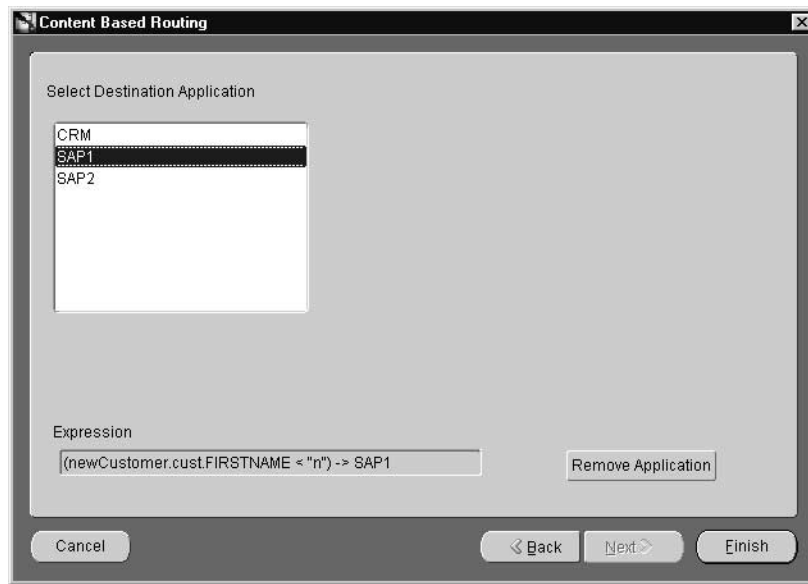 Content Based Routing
Select Destination Application
CRM
SAP1
SAP2
Expression
(newCustomer.cust.FIRSTNAME < "n") -> SAP1
Remove Application
Cancel
Back
Next
Finish